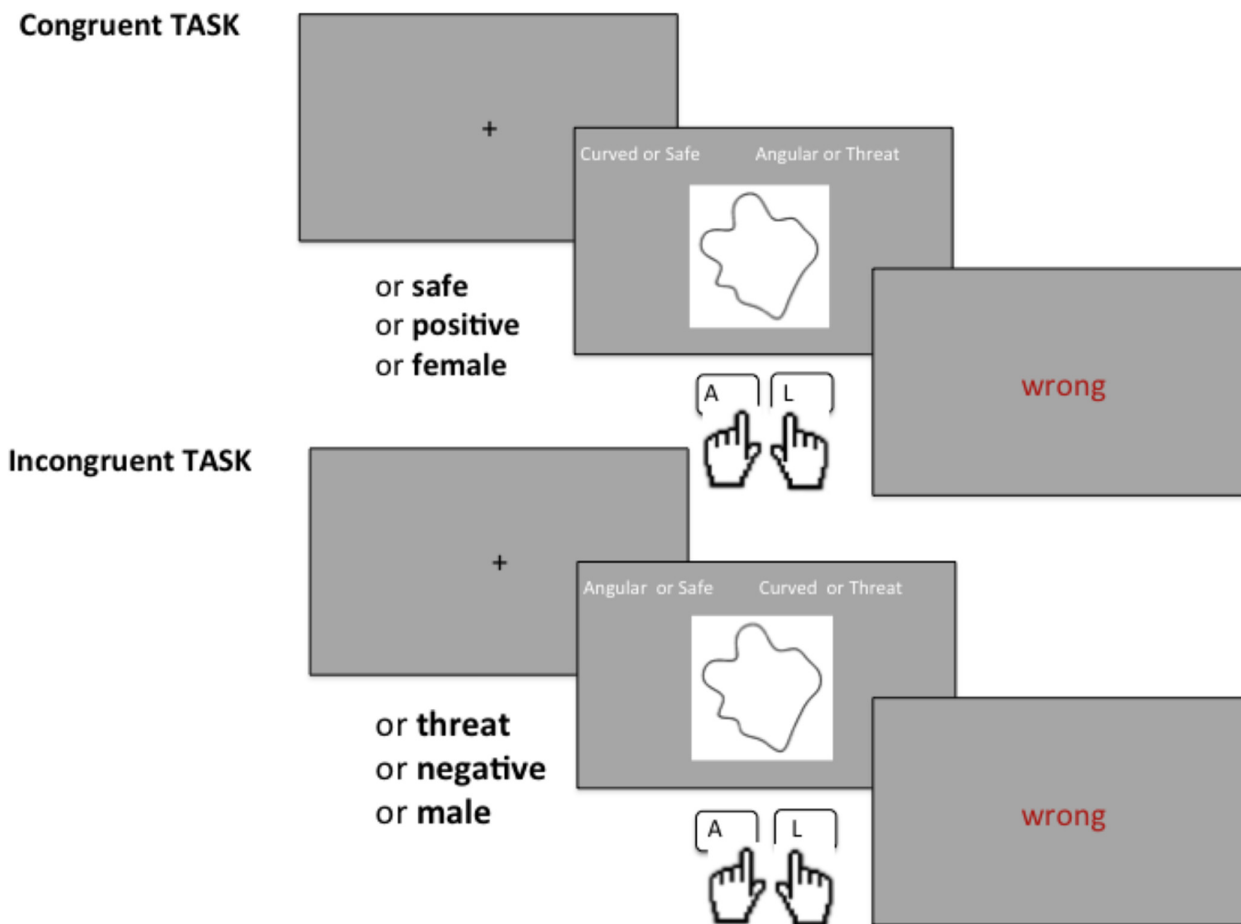 Congruent TASK
+
Curved or Safe Angular or Threat
or safe
or positive
or female
A L
wrong
Incongruent TASK
+
Angular or Safe Curved or Threat
or threat
or negative
or male
A L
wrong